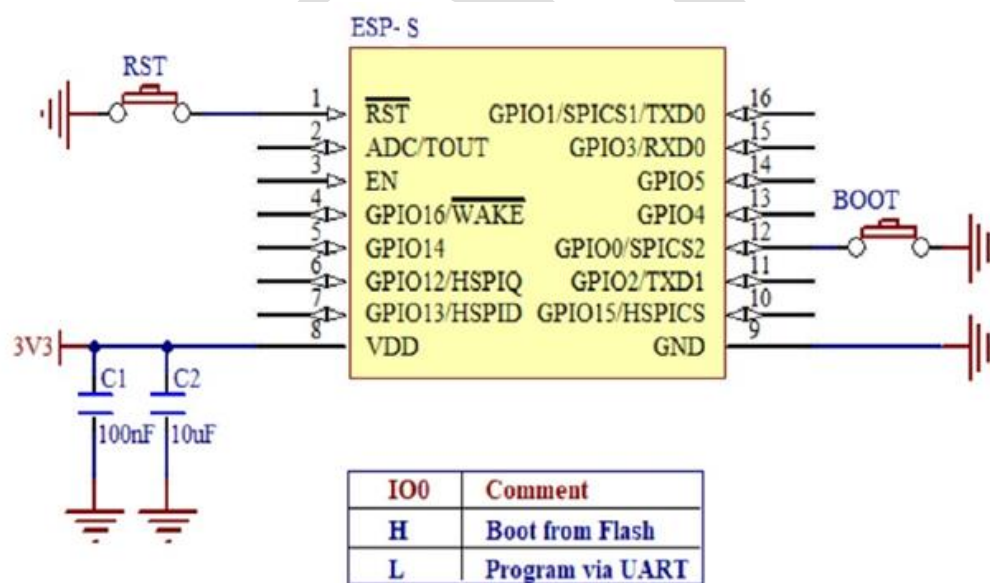 ESP- S
RST
1 RST GPIO1/SPICS1/TXD0 16
2 ADC/TOUT GPIO3/RXD0 15
3 EN GPIO5 14
4 GPIO16/WAKE GPIO4 13
BOOT
5 GPIO14 GPIO0/SPICS2 12
6 GPIO12/HSPIQ GPIO2/TXD1 11
7 GPIO13/HSPID GPIO15/HSPICS 10
3V3 8 VDD GND 9
C1 C2
100nF 10uF
IO0 Comment
H Boot from Flash
L Program via UART